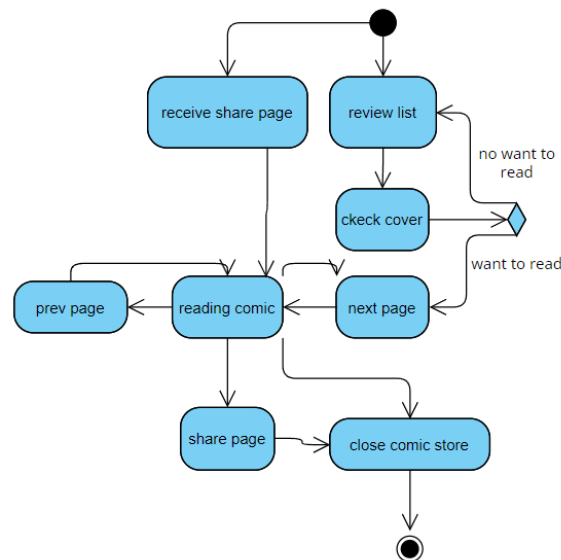 receive share page
review list
no want to
read
ckeck cover
want to read
prev page
reading comic
next page
share page
close comic store